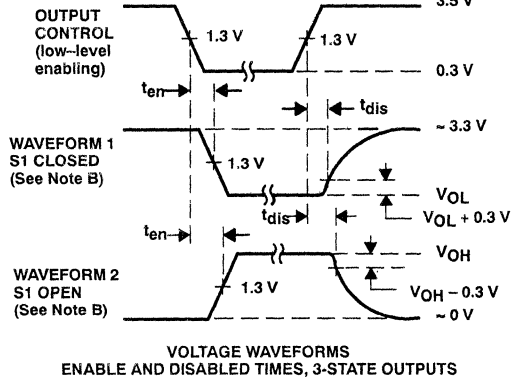 3.5 V
OUTPUT
CONTROL
(low–level
enabling)
1.3 V
1.3 V
0.3 V
ten
tdis
~ 3.3 V
WAVEFORM 1
S1 CLOSED
(See Note B)
1.3 V
VOL
VOL + 0.3 V
tdis
ten
VOH
WAVEFORM 2
S1 OPEN
(See Note B)
1.3 V
VOH – 0.3 V
~ 0 V
VOLTAGE WAVEFORMS
ENABLE AND DISABLED TIMES, 3-STATE OUTPUTS